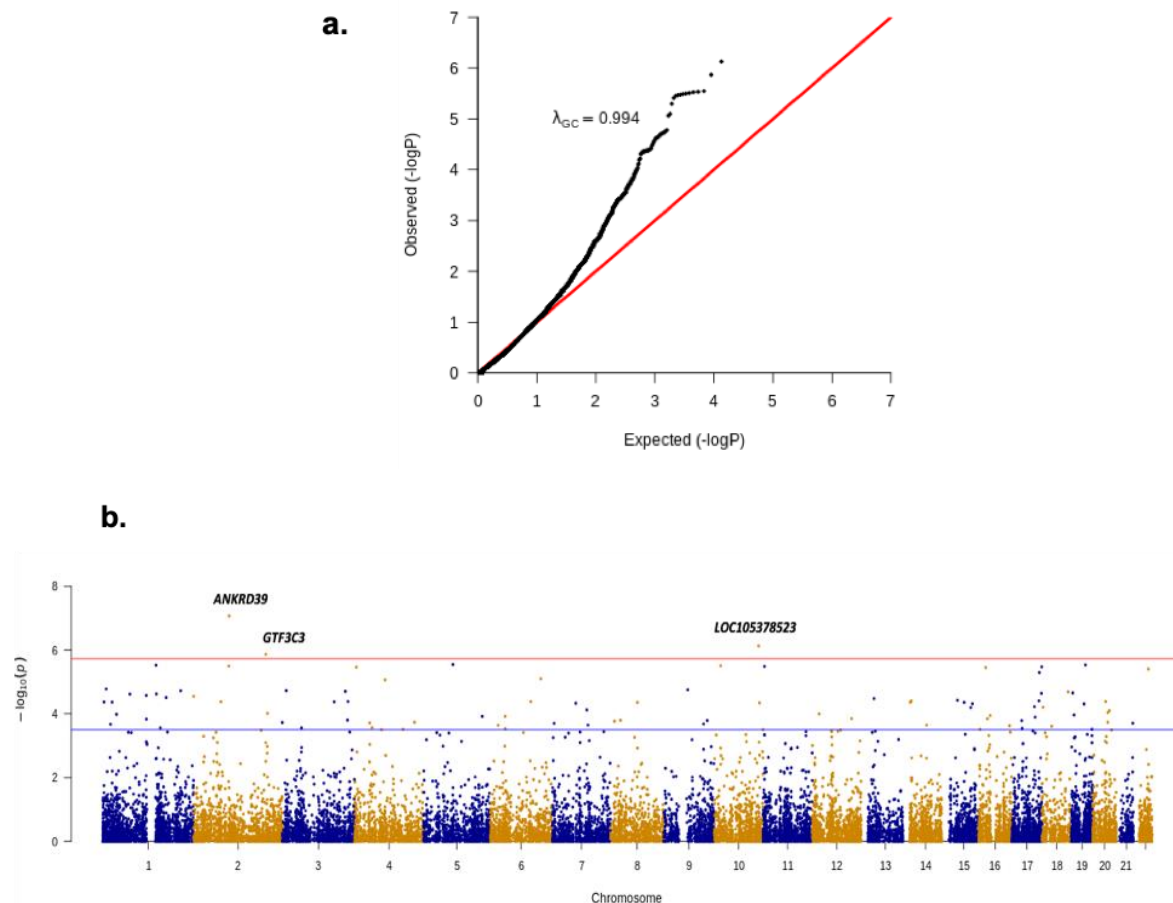 a.
7
6
5
4
3
2
1
0
λGC = 0.994
Observed (-logP)
0 1 2 3 4 5 6 7
Expected (-logP)
b.
8
6
4
2
0
ANKRD39
GTF3C3
LOC105378523
− log10(p)
1 2 3 4 5 6 7 8 9 10 11 12 13 14 15 16 17 18 19 20 21
Chromosome